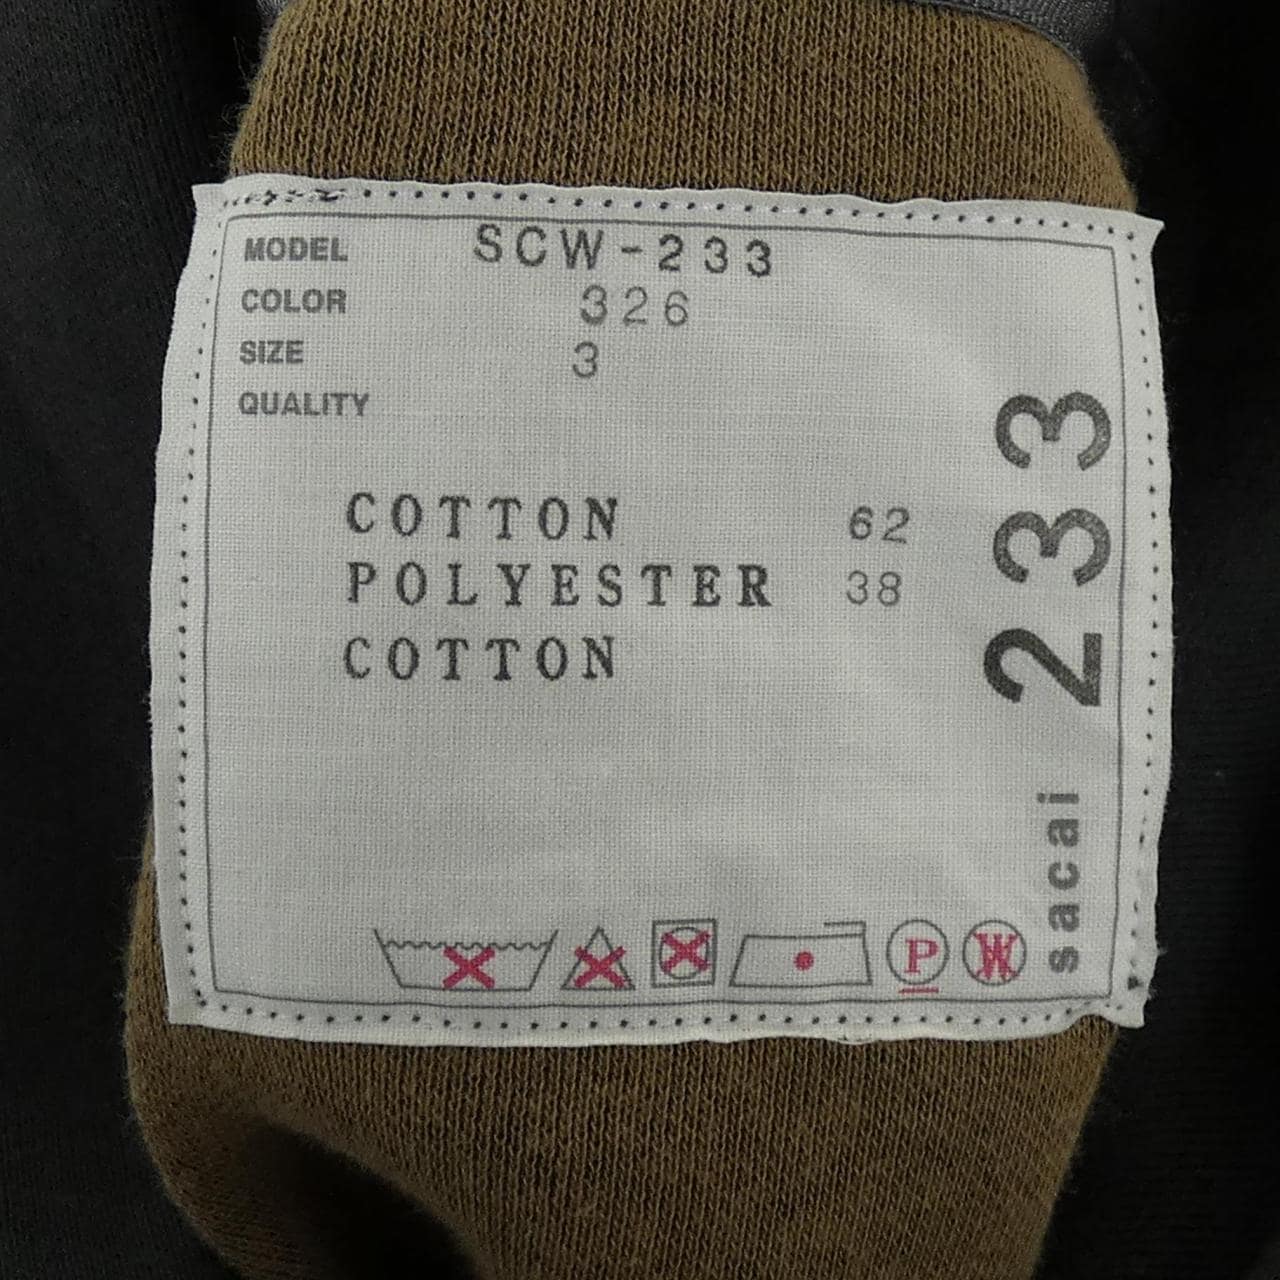 MODEL SCW-233
COLOR 326
SIZE 3
QUALITY
COTTON 62
POLYESTER 38
COTTON
sacai 233
P W